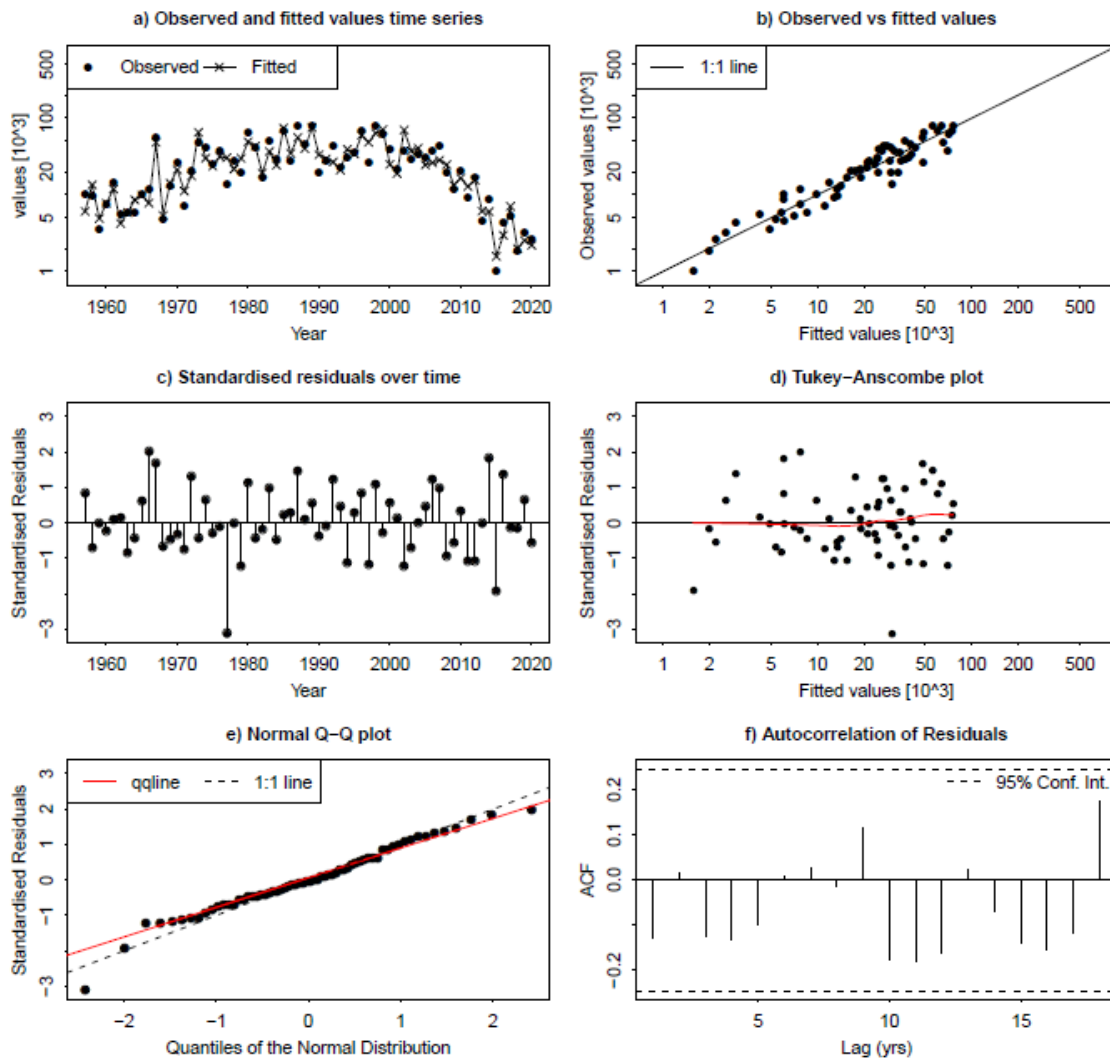 a) Observed and fitted values time series
Observed Fitted
values [10^3]
500
100
20
5
1
1960 1970 1980 1990 2000 2010 2020
Year
b) Observed vs fitted values
1:1 line
Observed values [10^3]
500
100
20
5
1
1 2 5 10 20 50 100 200 500
Fitted values [10^3]
c) Standardised residuals over time
Standardised Residuals
3
2
1
0
−1
−3
1960 1970 1980 1990 2000 2010 2020
Year
d) Tukey−Anscombe plot
Standardised Residuals
3
2
1
0
−1
−3
1 2 5 10 20 50 100 200 500
Fitted values [10^3]
e) Normal Q−Q plot
qqline 1:1 line
Standardised Residuals
3
2
1
0
−1
−3
−2 −1 0 1 2
Quantiles of the Normal Distribution
f) Autocorrelation of Residuals
95% Conf. Int.
ACF
0.2
0.0
−0.2
5 10 15
Lag (yrs)